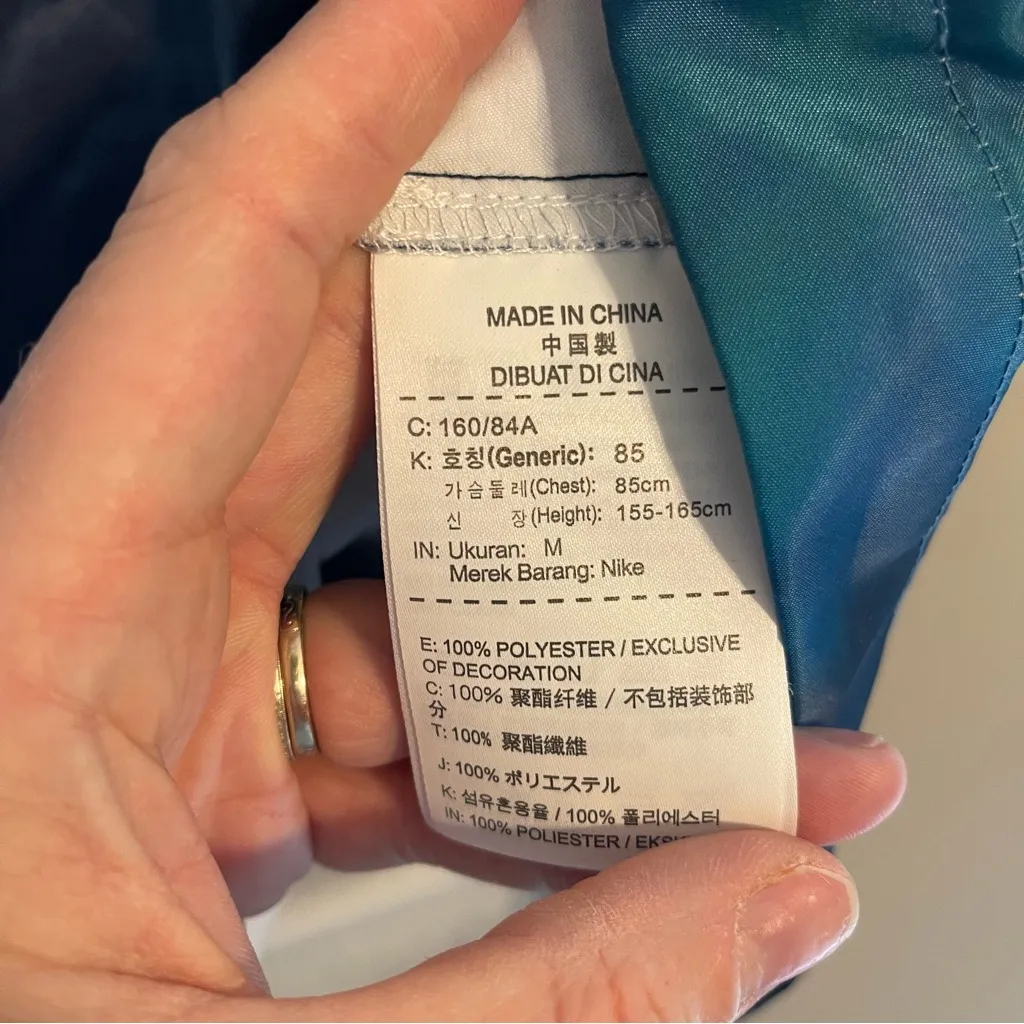 MADE IN CHINA
中国製
DIBUAT DI CINA
C: 160/84A
K: 호칭(Generic): 85
가슴둘레(Chest): 85cm
신 장(Height): 155-165cm
IN: Ukuran: M
Merek Barang: Nike
E: 100% POLYESTER / EXCLUSIVE
OF DECORATION
C: 100% 聚酯纤维 / 不包括装饰部
分
T: 100% 聚酯纖維
J: 100% ポリエステル
K: 섬유혼용율 / 100% 폴리에스터
IN: 100% POLIESTER /